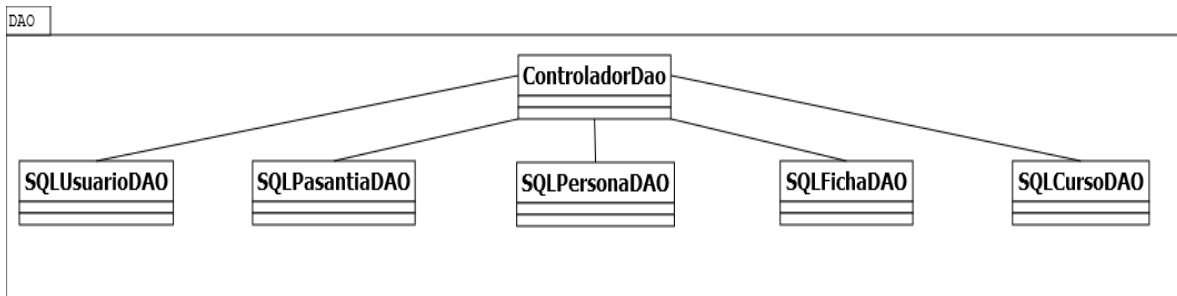 DAO
ControladorDao
SQLUsuarioDAO
SQLPasantiaDAO
SQLPersonaDAO
SQLFichaDAO
SQLCursoDAO